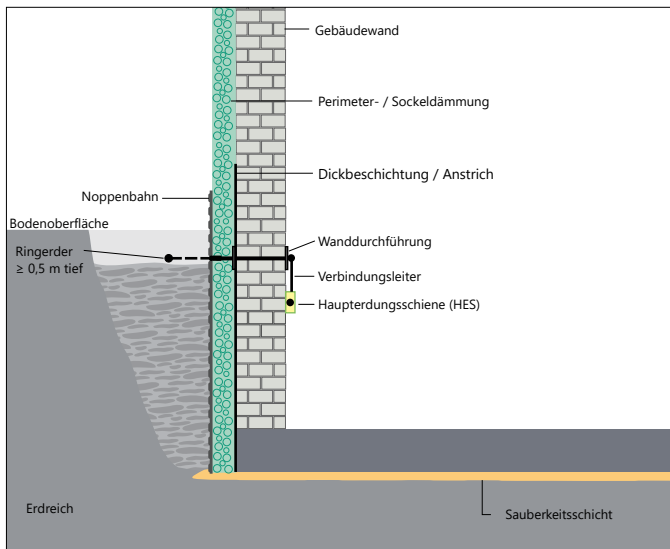 Gebäudewand
Perimeter- / Sockeldämmung
Dickbeschichtung / Anstrich
Noppenbahn
Bodenoberfläche
Ringerder
≥ 0,5 m tief
Wanddurchführung
Verbindungsleiter
Haupterdungsschiene (HES)
Erdreich
Sauberkeitsschicht